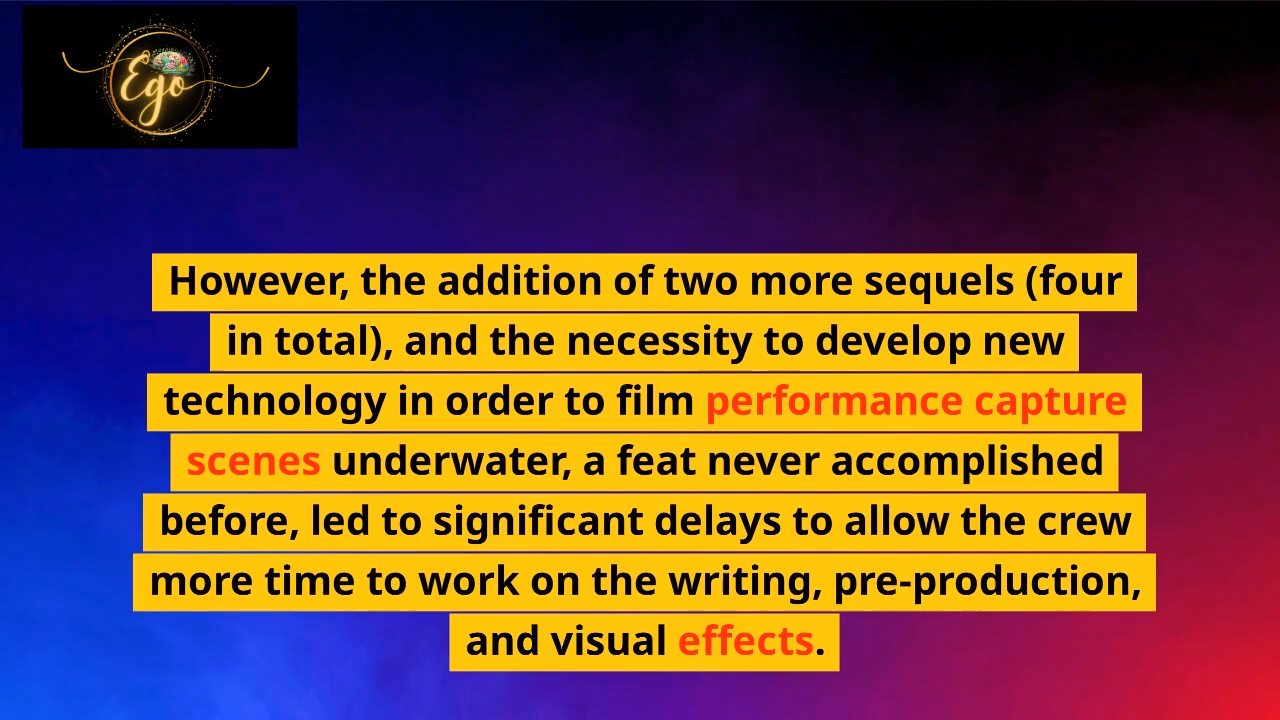 Ego
However, the addition of two more sequels (four
in total), and the necessity to develop new
technology in order to film performance capture
scenes underwater, a feat never accomplished
before, led to significant delays to allow the crew
more time to work on the writing, pre-production,
and visual effects.